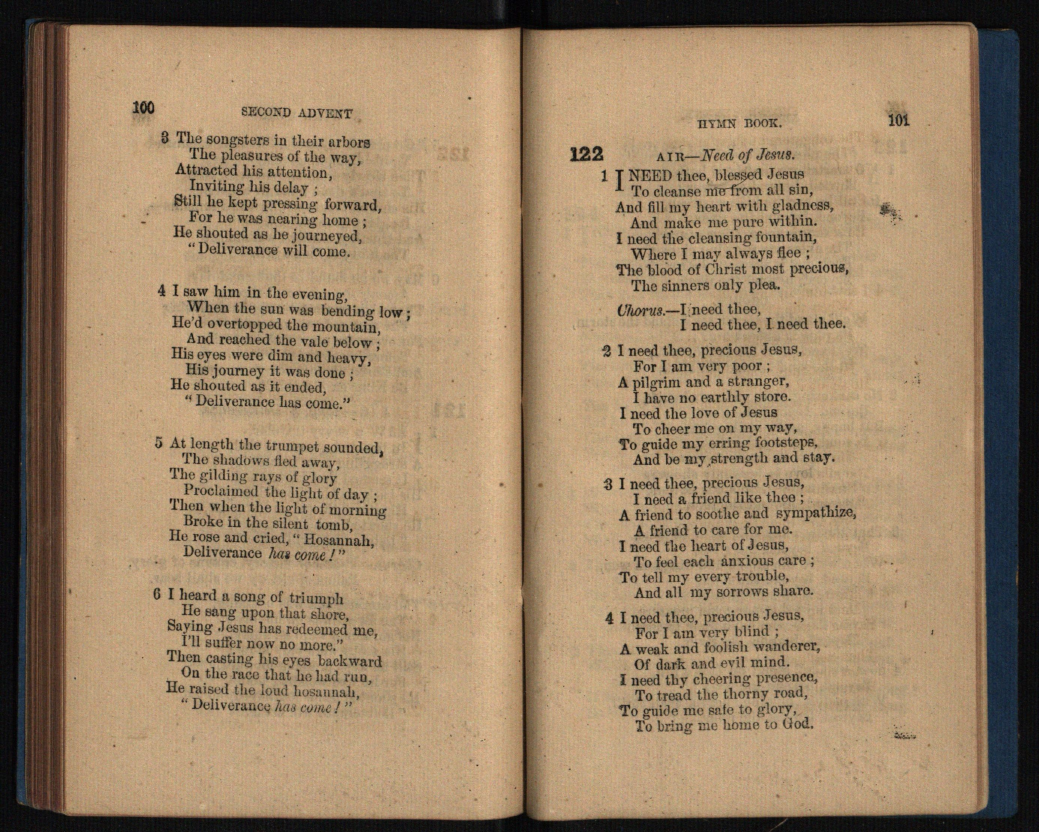 100
SECOND ADVENT
3 The songsters in their arbors
The pleasures of the way,
Attracted his attention,
Inviting his delay ;
Still he kept pressing forward,
For he was nearing home ;
He shouted as he journeyed,
“ Deliverance will come.
4 I saw him in the evening,
When the sun was bending low ;
He’d overtopped the mountain,
And reached the vale below ;
His eyes were dim and heavy,
His journey it was done ;
He shouted as it ended,
“ Deliverance has come.”
5 At length the trumpet sounded,
The shadows fled away,
The gilding rays of glory
Proclaimed the light of day ;
Then when the light of morning
Broke in the silent tomb,
He rose and cried, “ Hosannah,
Deliverance has come ! ”
6 I heard a song of triumph
He sang upon that shore,
Saying Jesus has redeemed me,
I’ll suffer now no more.”
Then casting his eyes backward
On the race that he had run,
He raised the loud hosannah,
“ Deliverance has come ! ”
HYMN BOOK.
101
122
AIR—Need of Jesus.
1 I NEED thee, blessed Jesus
To cleanse me from all sin,
And fill my heart with gladness,
And make me pure within.
I need the cleansing fountain,
Where I may always flee ;
The blood of Christ most precious,
The sinners only plea.
Chorus.—I need thee,
I need thee, I need thee.
2 I need thee, precious Jesus,
For I am very poor ;
A pilgrim and a stranger,
I have no earthly store.
I need the love of Jesus
To cheer me on my way,
To guide my erring footsteps,
And be my strength and stay.
3 I need thee, precious Jesus,
I need a friend like thee ;
A friend to soothe and sympathize,
A friend to care for me.
I need the heart of Jesus,
To feel each anxious care ;
To tell my every trouble,
And all my sorrows share.
4 I need thee, precious Jesus,
For I am very blind ;
A weak and foolish wanderer,
Of dark and evil mind.
I need thy cheering presence,
To tread the thorny road,
To guide me safe to glory,
To bring me home to God.